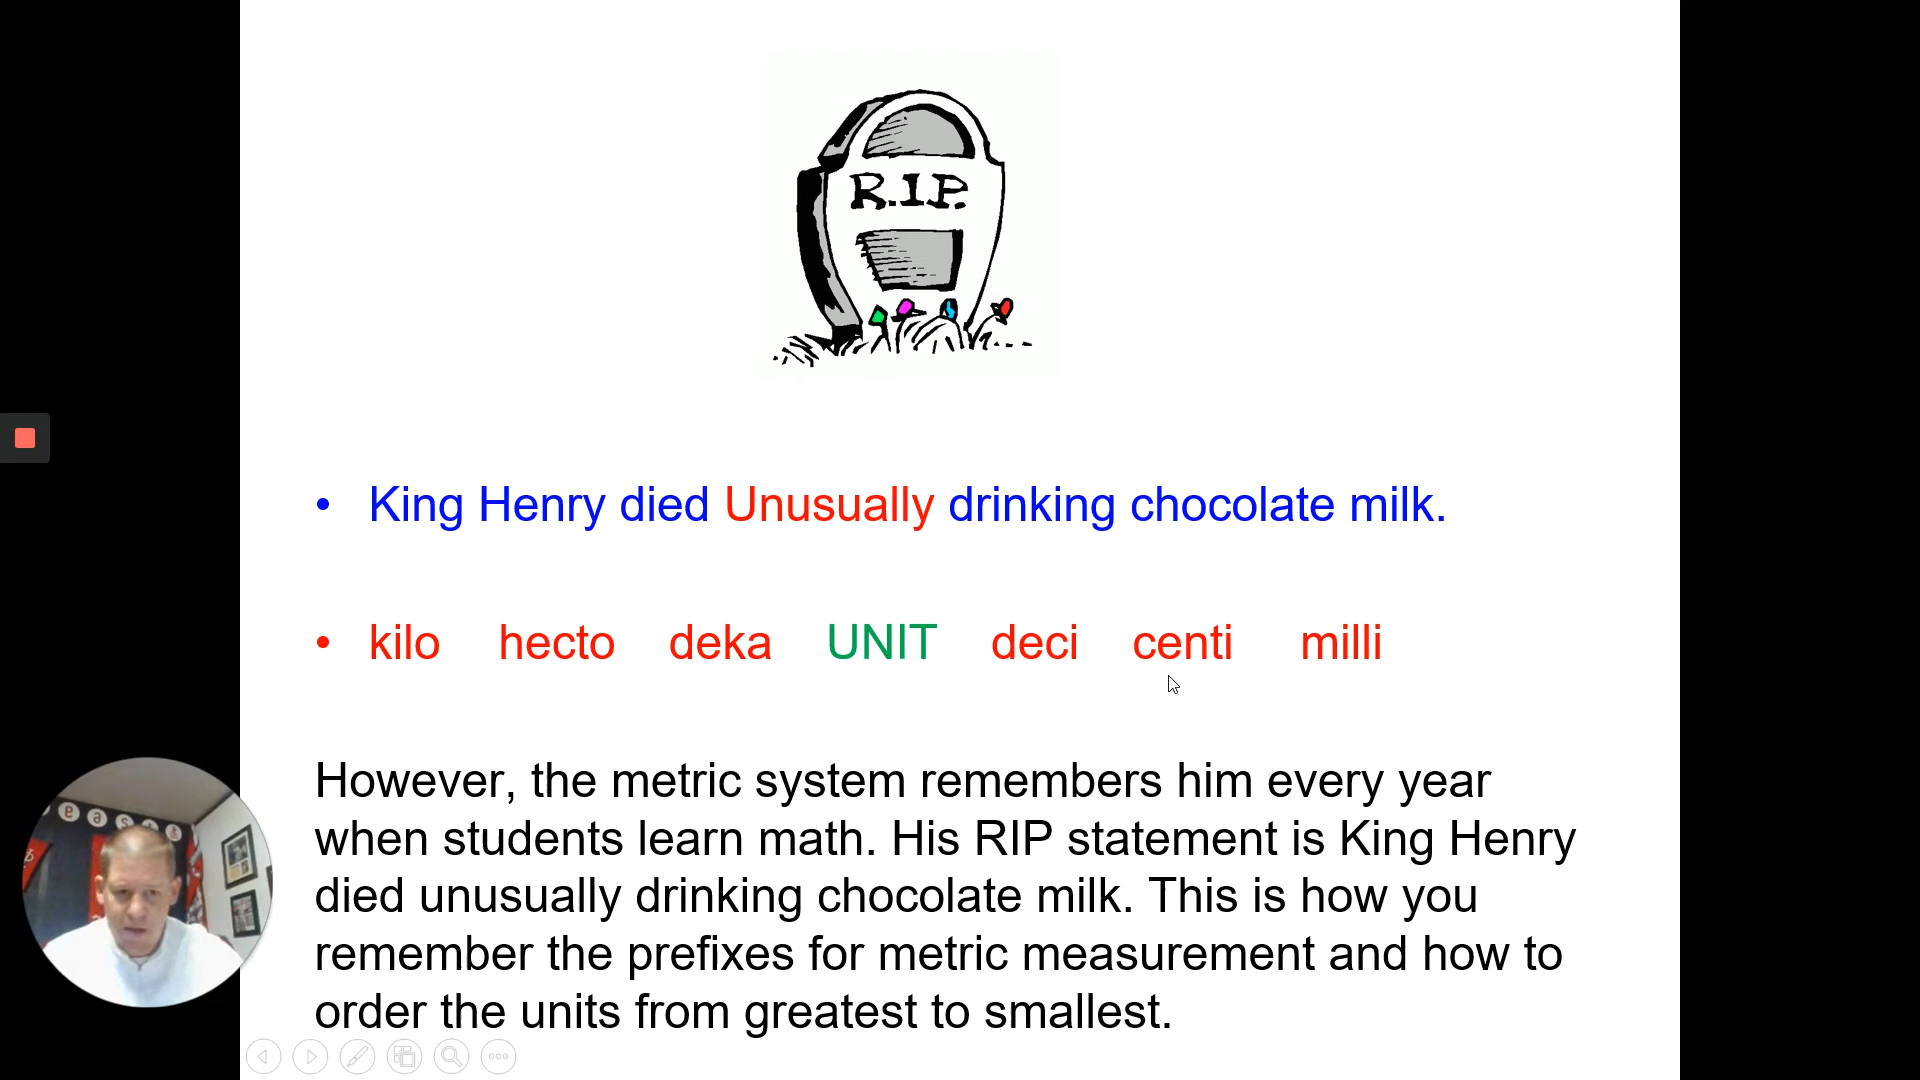 R.I.P.
• King Henry died Unusually drinking chocolate milk.
• kilo hecto deka UNIT deci centi milli
However, the metric system remembers him every year
when students learn math. His RIP statement is King Henry
died unusually drinking chocolate milk. This is how you
remember the prefixes for metric measurement and how to
order the units from greatest to smallest.